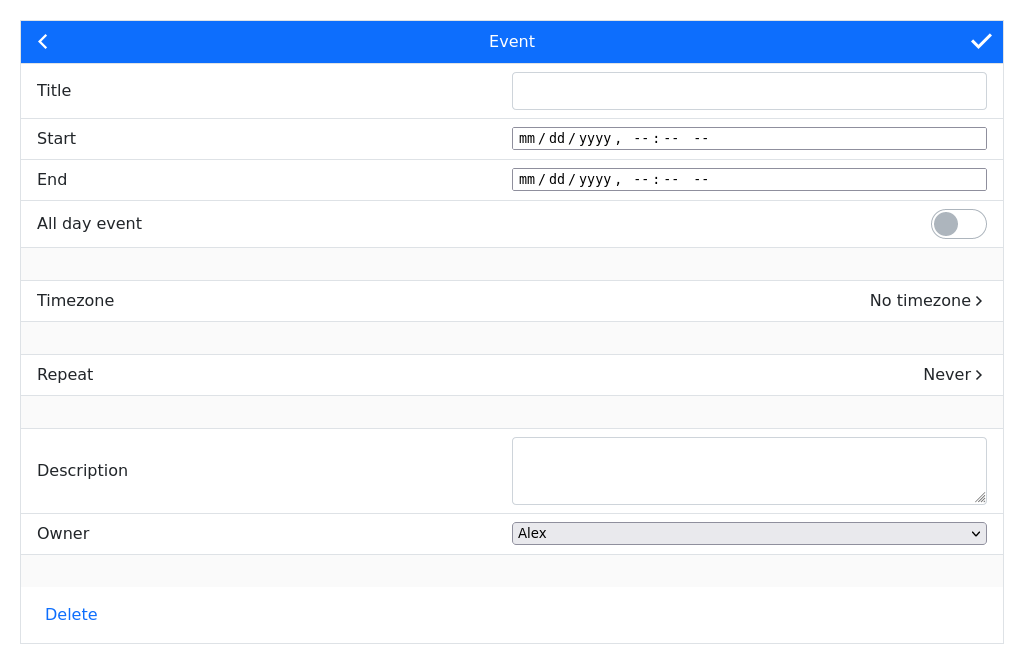 Event
Title
Start mm/dd/yyyy, --:-- --
End mm/dd/yyyy, --:-- --
All day event
Timezone No timezone
Repeat Never
Description
Owner Alex
Delete